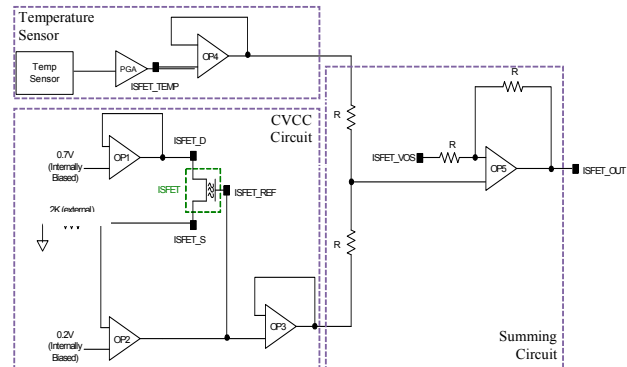 Temperature
Sensor
Temp
Sensor
PGA
OP4
ISFET_TEMP
CVCC
Circuit
0.7V
(Internally
Biased)
OP1
ISFET_D
ISFET
ISFET_REF
2K (external)
ISFET_S
0.2V
(Internally
Biased)
OP2
OP3
R
R
R
R
ISFET_VOS
OP5
ISFET_OUT
Summing
Circuit